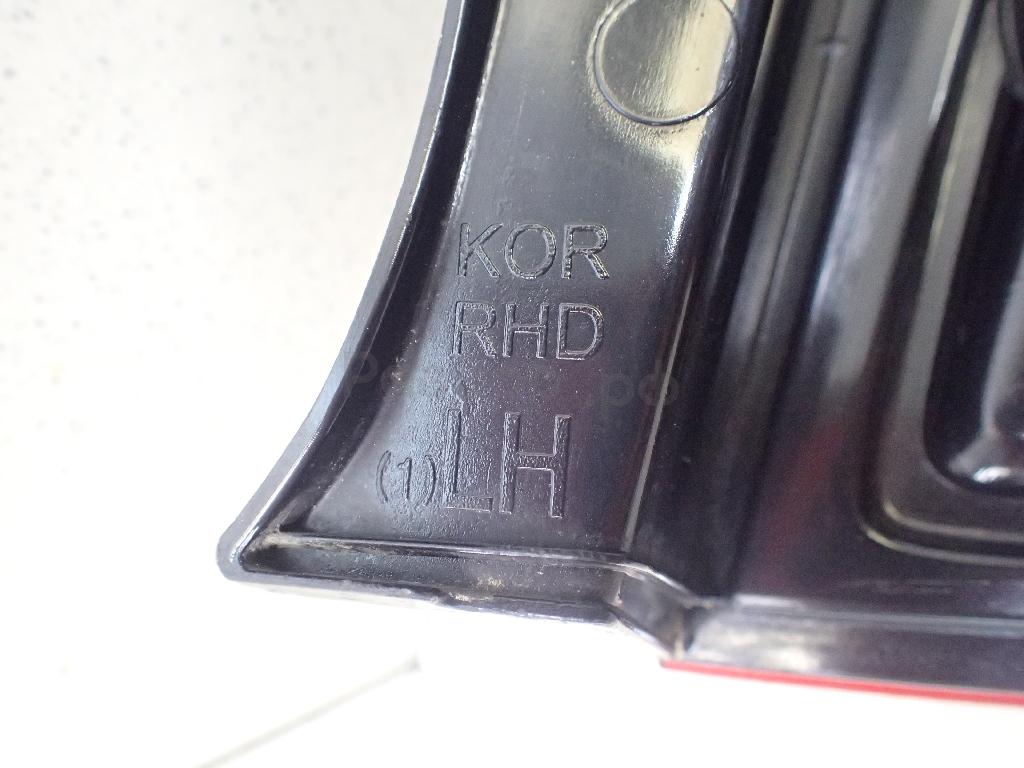 KOR
RHD
(1) LH